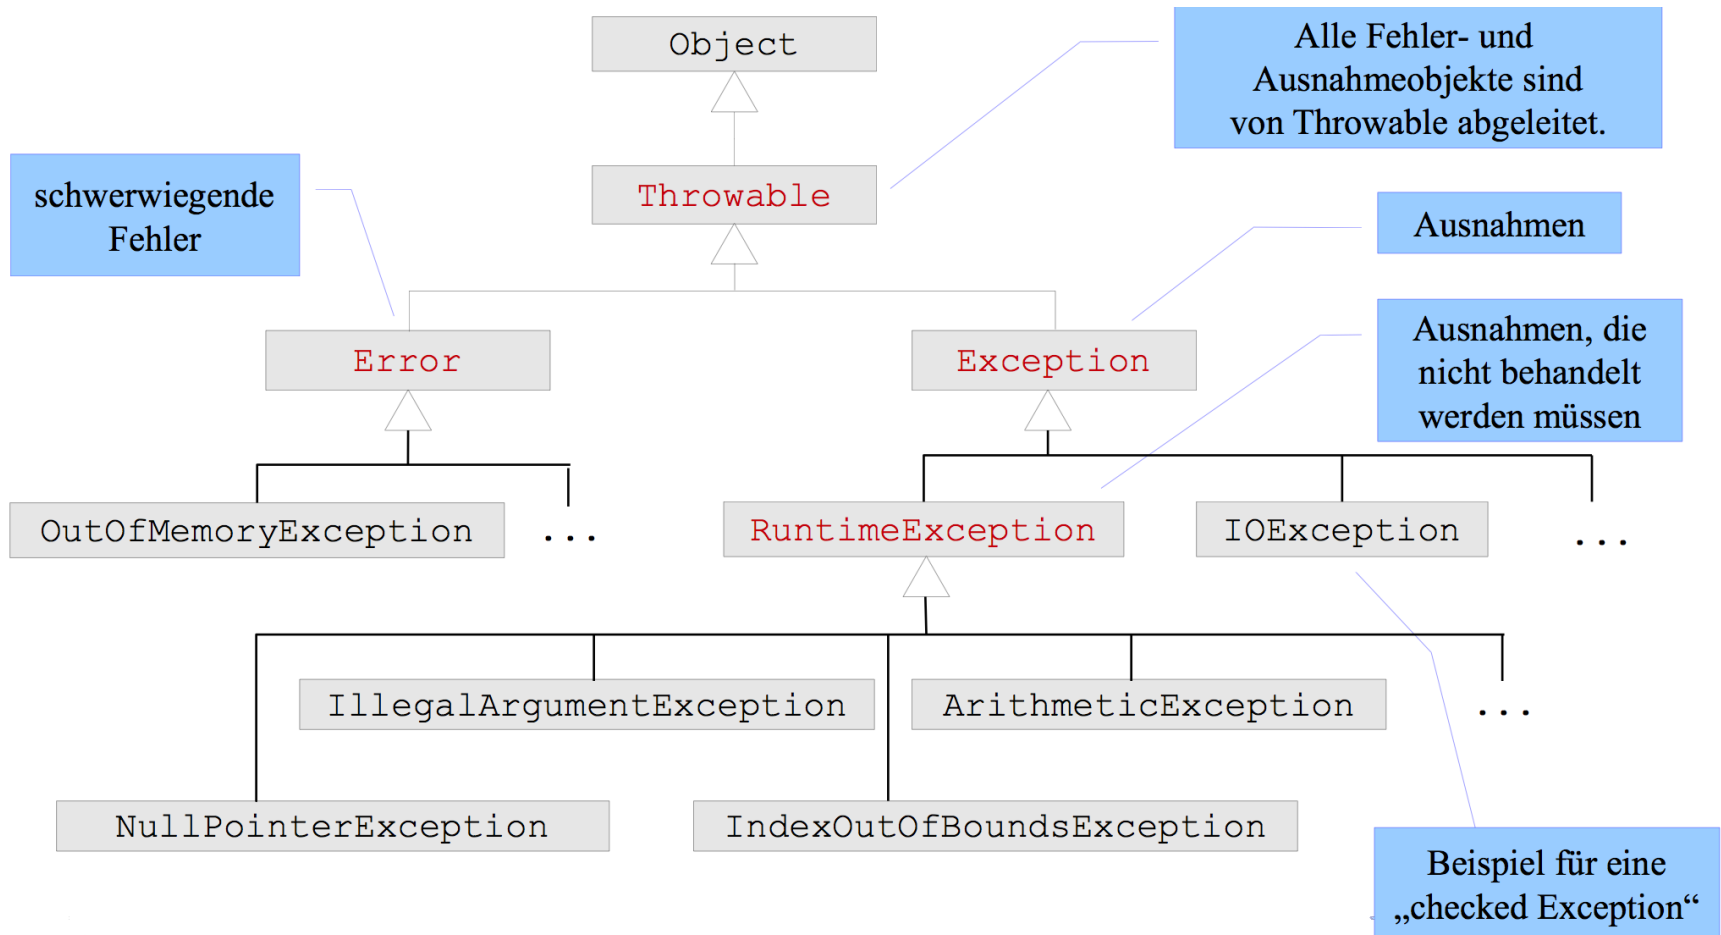 Object
Alle Fehler- und
Ausnahmeobjekte sind
von Throwable abgeleitet.
schwerwiegende
Fehler
Throwable
Ausnahmen
Error
Exception
Ausnahmen, die
nicht behandelt
werden müssen
OutOfMemoryException
...
RuntimeException
IOException
...
IllegalArgumentException
ArithmeticException
...
NullPointerException
IndexOutOfBoundsException
Beispiel für eine
„checked Exception“